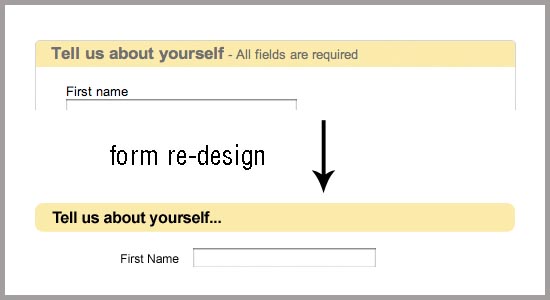 Tell us about yourself - All fields are required
First name
form re-design
Tell us about yourself...
First Name